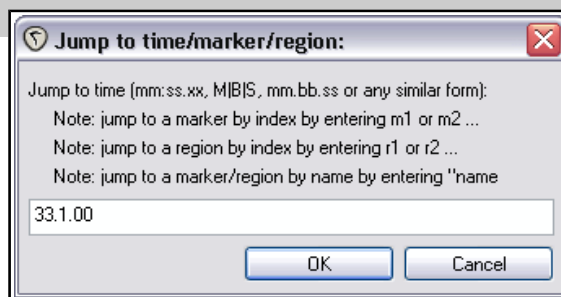 Jump to time/marker/region:
Jump to time (mm:ss.xx, M|B|S, mm.bb.ss or any similar form):
Note: jump to a marker by index by entering m1 or m2 ...
Note: jump to a region by index by entering r1 or r2 ...
Note: jump to a marker/region by name by entering "name
33.1.00
OK
Cancel